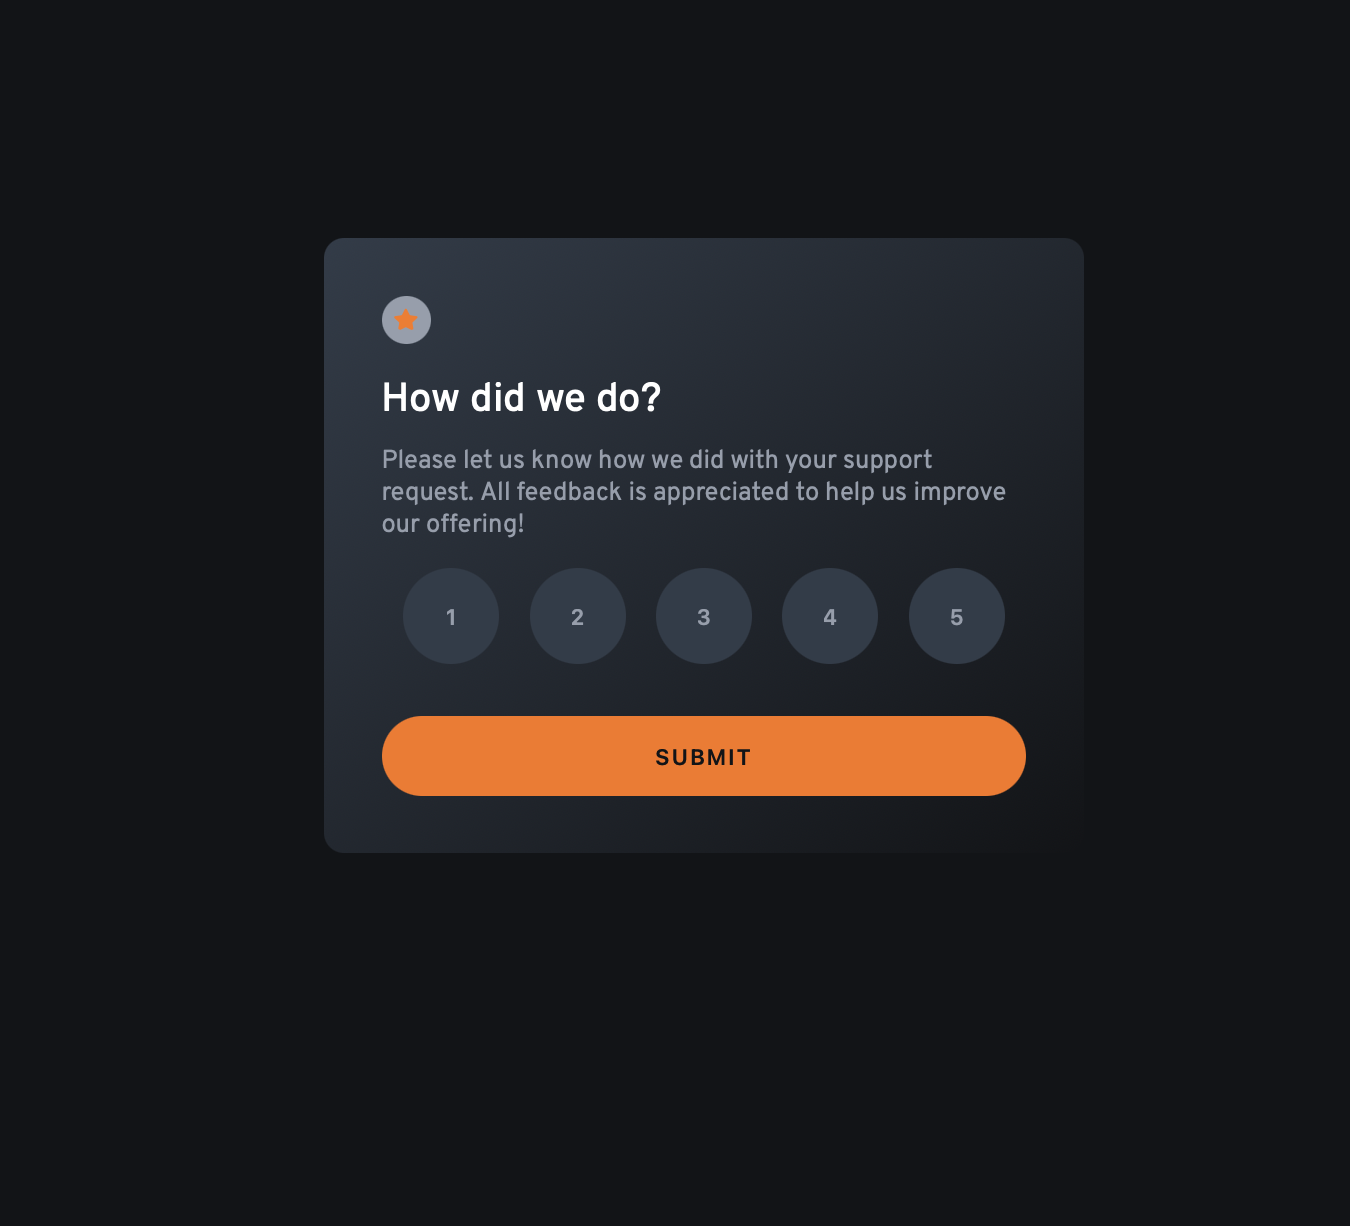 How did we do?
Please let us know how we did with your support
request. All feedback is appreciated to help us improve
our offering!
1 2 3 4 5
SUBMIT